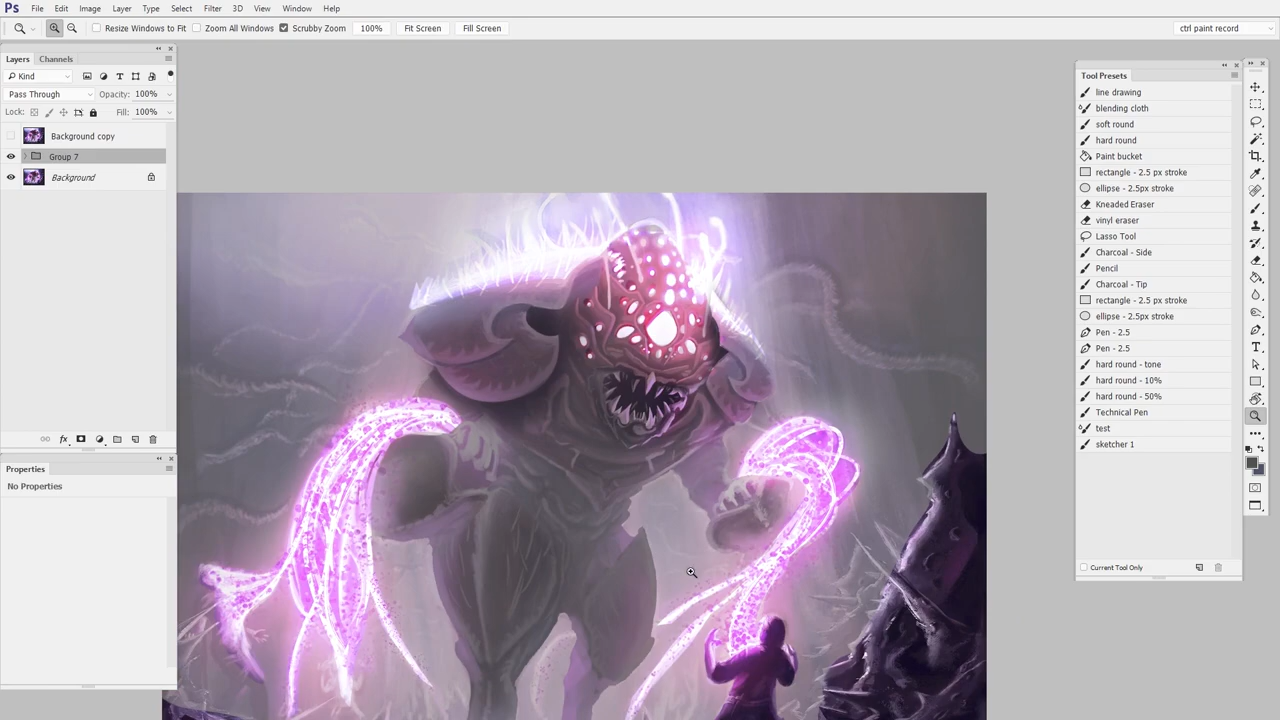 Ps File Edit Image Layer Type Select Filter 3D View Window Help
Resize Windows to Fit Zoom All Windows Scrubby Zoom 100% Fit Screen Fill Screen ctrl paint record
Layers Channels
Kind
Pass Through Opacity: 100%
Lock: Fill: 100%
Background copy
Group 7
Background
fx
Properties
No Properties
Tool Presets
line drawing
blending cloth
soft round
hard round
Paint bucket
rectangle - 2.5 px stroke
ellipse - 2.5px stroke
Kneaded Eraser
vinyl eraser
Lasso Tool
Charcoal - Side
Pencil
Charcoal - Tip
rectangle - 2.5 px stroke
ellipse - 2.5px stroke
Pen - 2.5
Pen - 2.5
hard round - tone
hard round - 10%
hard round - 50%
Technical Pen
test
sketcher 1
Current Tool Only